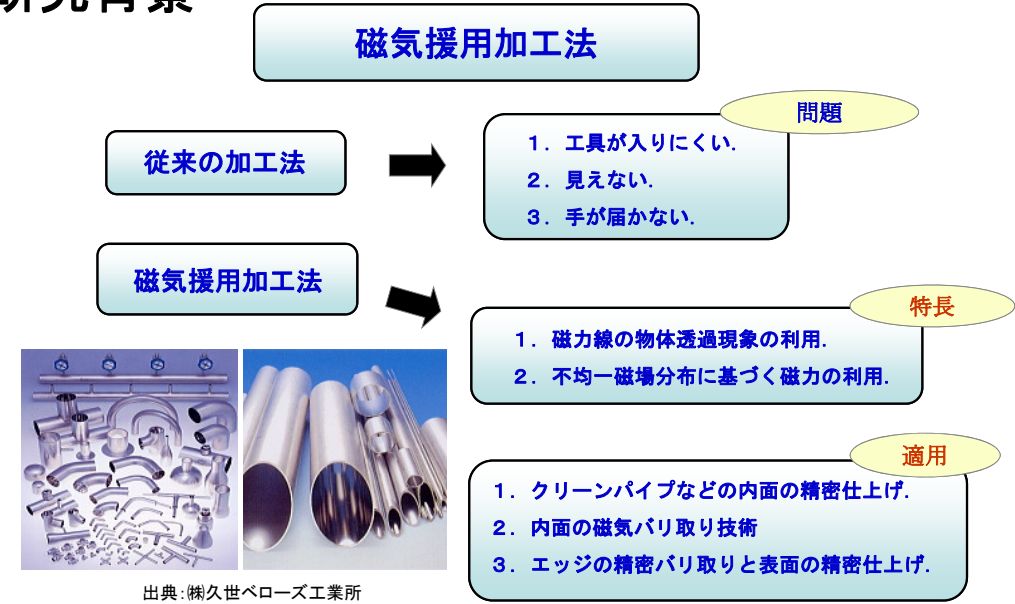 研究背景
磁気援用加工法
問題
従来の加工法
１．工具が入りにくい.
２．見えない.
３．手が届かない.
磁気援用加工法
特長
１．磁力線の物体透過現象の利用.
２．不均一磁場分布に基づく磁力の利用.
適用
１．クリーンパイプなどの内面の精密仕上げ.
２．内面の磁気バリ取り技術
３．エッジの精密バリ取りと表面の精密仕上げ.
出典：㈱久世ベローズ工業所